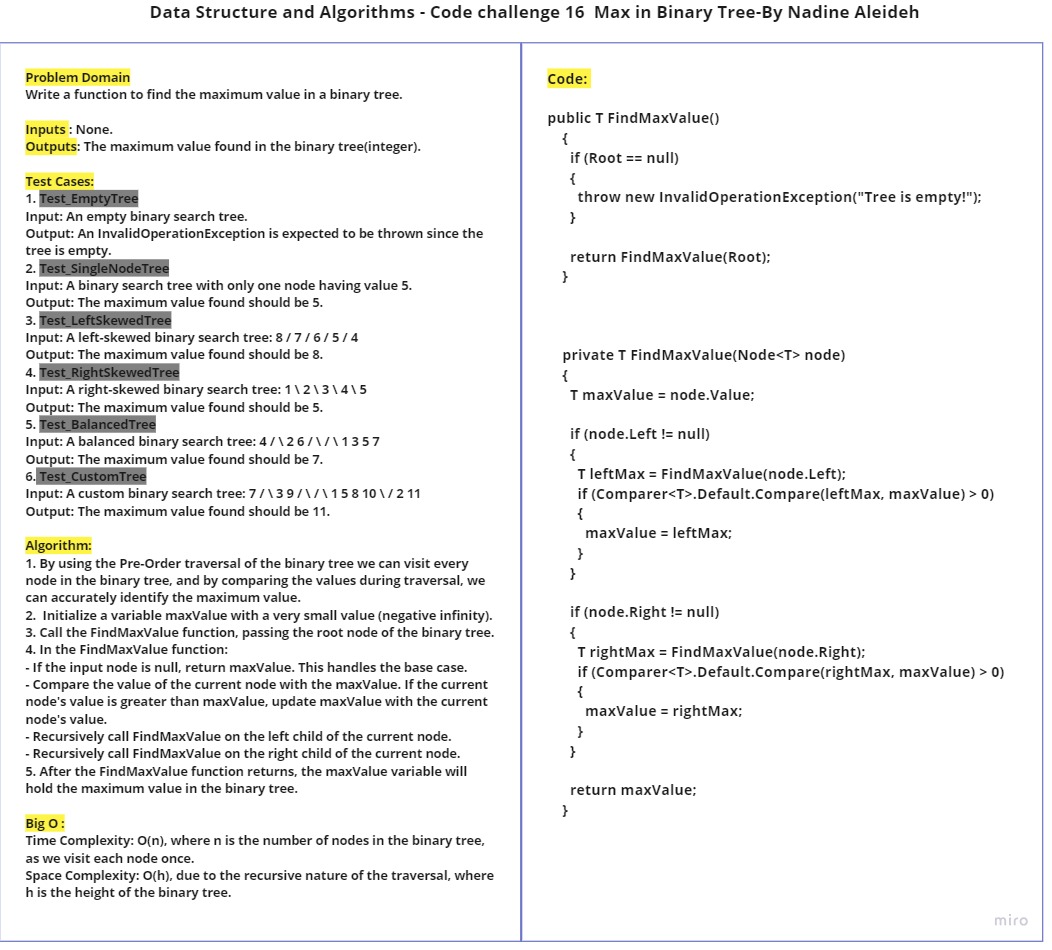 Data Structure and Algorithms - Code challenge 16  Max in Binary Tree-By Nadine Aleideh
Problem Domain
Write a function to find the maximum value in a binary tree.
Inputs : None.
Outputs: The maximum value found in the binary tree(integer).
Test Cases:
1. Test_EmptyTree
Input: An empty binary search tree.
Output: An InvalidOperationException is expected to be thrown since the
tree is empty.
2. Test_SingleNodeTree
Input: A binary search tree with only one node having value 5.
Output: The maximum value found should be 5.
3. Test_LeftSkewedTree
Input: A left-skewed binary search tree: 8 / 7 / 6 / 5 / 4
Output: The maximum value found should be 8.
4. Test_RightSkewedTree
Input: A right-skewed binary search tree: 1 \ 2 \ 3 \ 4 \ 5
Output: The maximum value found should be 5.
5. Test_BalancedTree
Input: A balanced binary search tree: 4 / \ 2 6 / \ / \ 1 3 5 7
Output: The maximum value found should be 7.
6. Test_CustomTree
Input: A custom binary search tree: 7 / \ 3 9 / \ / \ 1 5 8 10 \ / 2 11
Output: The maximum value found should be 11.
Algorithm:
1. By using the Pre-Order traversal of the binary tree we can visit every
node in the binary tree, and by comparing the values during traversal, we
can accurately identify the maximum value.
2.  Initialize a variable maxValue with a very small value (negative infinity).
3. Call the FindMaxValue function, passing the root node of the binary tree.
4. In the FindMaxValue function:
- If the input node is null, return maxValue. This handles the base case.
- Compare the value of the current node with the maxValue. If the current
node's value is greater than maxValue, update maxValue with the current
node's value.
- Recursively call FindMaxValue on the left child of the current node.
- Recursively call FindMaxValue on the right child of the current node.
5. After the FindMaxValue function returns, the maxValue variable will
hold the maximum value in the binary tree.
Big O :
Time Complexity: O(n), where n is the number of nodes in the binary tree,
as we visit each node once.
Space Complexity: O(h), due to the recursive nature of the traversal, where
h is the height of the binary tree.
Code:
public T FindMaxValue()
{
if (Root == null)
{
throw new InvalidOperationException("Tree is empty!");
}
return FindMaxValue(Root);
}
private T FindMaxValue(Node<T> node)
{
T maxValue = node.Value;
if (node.Left != null)
{
T leftMax = FindMaxValue(node.Left);
if (Comparer<T>.Default.Compare(leftMax, maxValue) > 0)
{
maxValue = leftMax;
}
}
if (node.Right != null)
{
T rightMax = FindMaxValue(node.Right);
if (Comparer<T>.Default.Compare(rightMax, maxValue) > 0)
{
maxValue = rightMax;
}
}
return maxValue;
}
miro